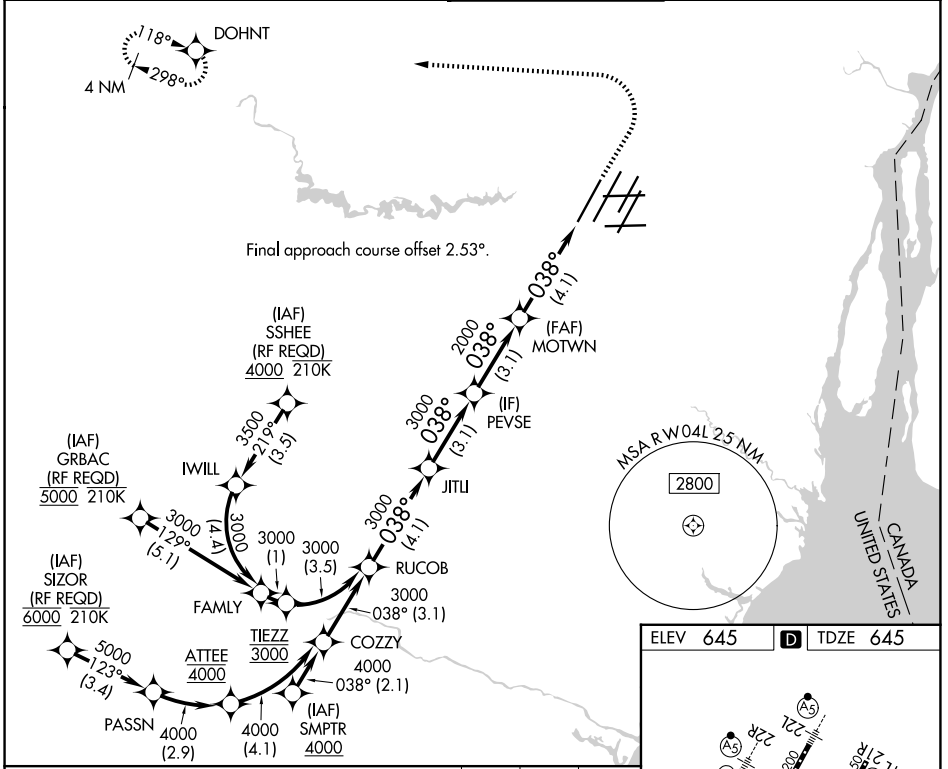 118°
DOHNT
4 NM
298°
Final approach course offset 2.53°.
038°
(4.1)
(FAF)
MOTWN
2000
038°
(3.1)
(IF)
PEVSE
3000
038°
(3.1)
JITLI
(IAF)
SSHEE
(RF REQD)
4000 210K
3500
219°
(3.5)
IWILL
(IAF)
GRBAC
(RF REQD)
5000 210K
3000
129°
(5.1)
3000
(4.4)
3000
(1)
3000
(3.5)
3000
038°
(4.1)
RUCOB
FAMLY
3000
038° (3.1)
(IAF)
SIZOR
(RF REQD)
6000 210K
TIEZZ
3000
COZZY
5000
123°
(3.4)
ATTEE
4000
4000
038° (2.1)
PASSN
4000
(2.9)
4000
(4.1)
(IAF)
SMPTR
4000
MSA RW04L 25 NM
2800
CANADA
UNITED STATES
ELEV 645 D TDZE 645
A5
22R
22L
A5
200